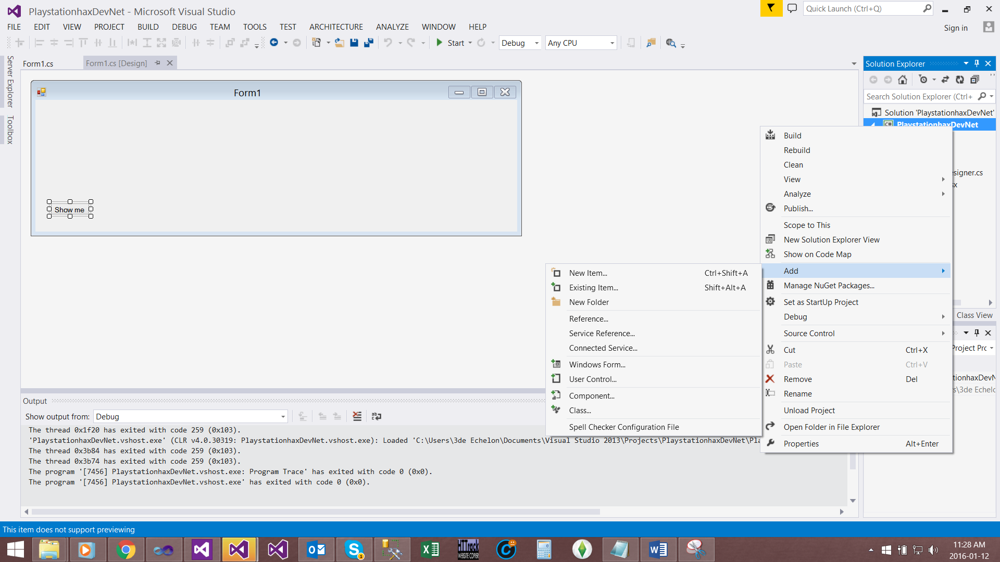 PlaystationhaxDevNet - Microsoft Visual Studio
Quick Launch (Ctrl+Q)
FILE EDIT VIEW PROJECT BUILD DEBUG TEAM TOOLS TEST ARCHITECTURE ANALYZE WINDOW HELP
Sign in
Start Debug Any CPU
Server Explorer
Toolbox
Form1.cs Form1.cs [Design]
Form1
Show me
Solution Explorer
Search Solution Explorer (Ctrl+
Solution 'PlaystationhaxDevNet'
C# PlaystationhaxDevNet
Build
Rebuild
Clean
View
esigner.cs
sx
Analyze
Publish...
Scope to This
New Solution Explorer View
Show on Code Map
Add
Manage NuGet Packages...
Set as StartUp Project
Debug
Class View
Source Control
Project Prc
Cut Ctrl+X
Paste Ctrl+V
Remove Del
tionhaxDevN
Rename
rs\3de Echelo
Unload Project
Open Folder in File Explorer
Properties Alt+Enter
New Item... Ctrl+Shift+A
Existing Item... Shift+Alt+A
New Folder
Reference...
Service Reference...
Connected Service...
Windows Form...
User Control...
Component...
Class...
Spell Checker Configuration File
Output
Show output from: Debug
The thread 0x1f20 has exited with code 259 (0x103).
'PlaystationhaxDevNet.vshost.exe' (CLR v4.0.30319: PlaystationhaxDevNet.vshost.exe): Loaded 'C:\Users\3de Echelon\Documents\Visual Studio 2013\Projects\PlaystationhaxDevNet\Pla
The thread 0x3b84 has exited with code 259 (0x103).
The thread 0x3b74 has exited with code 259 (0x103).
The program '[7456] PlaystationhaxDevNet.vshost.exe: Program Trace' has exited with code 0 (0x0).
The program '[7456] PlaystationhaxDevNet.vshost.exe' has exited with code 0 (0x0).
This item does not support previewing
HTTrack
WEBSITE COPIER
1
11:28 AM
2016-01-12